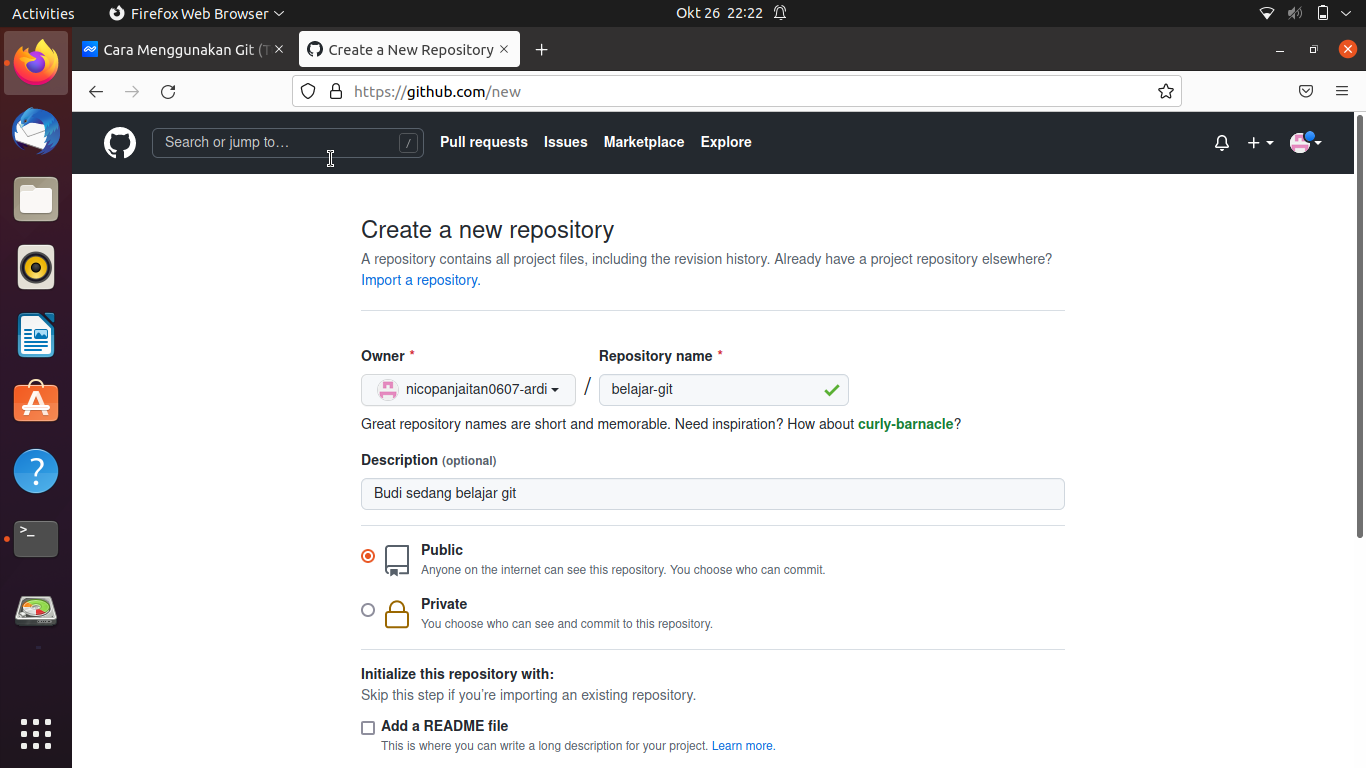 Activities Firefox Web Browser Okt 26 22:22
Cara Menggunakan Git (T Create a New Repository
https://github.com/new
Search or jump to… / Pull requests Issues Marketplace Explore
Create a new repository
A repository contains all project files, including the revision history. Already have a project repository elsewhere?
Import a repository.
Owner * Repository name *
nicopanjaitan0607-ardi / belajar-git
Great repository names are short and memorable. Need inspiration? How about curly-barnacle?
Description (optional)
Budi sedang belajar git
Public
Anyone on the internet can see this repository. You choose who can commit.
Private
You choose who can see and commit to this repository.
Initialize this repository with:
Skip this step if you’re importing an existing repository.
Add a README file
This is where you can write a long description for your project. Learn more.